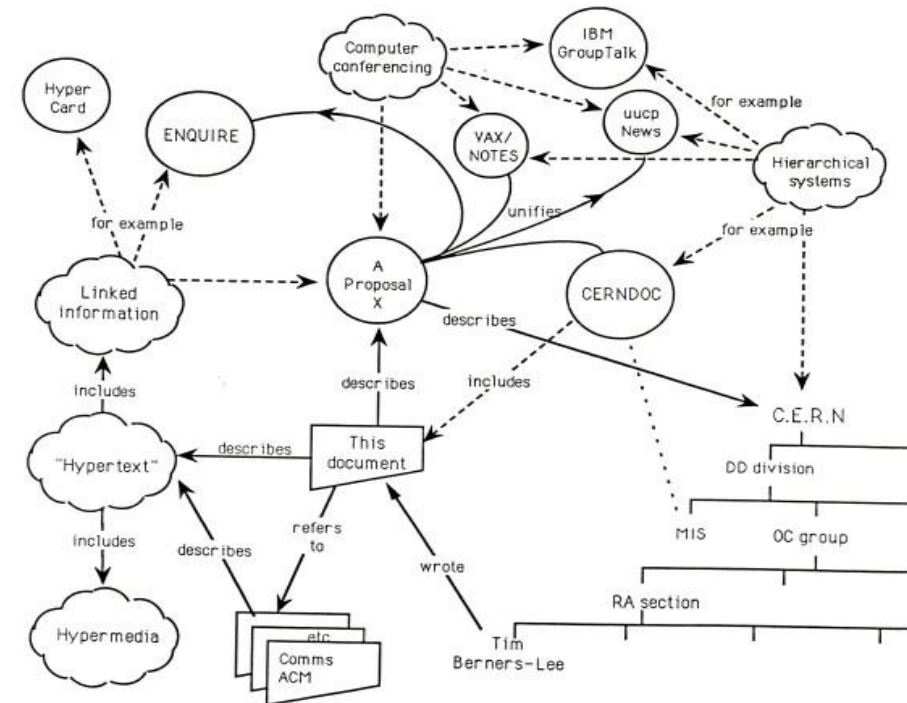 IBM
GroupTalk
Computer
conferencing
Hyper
Card
ENQUIRE
VAX/
NOTES
uucp
News
for example
Hierarchical
systems
for example
unifies
for example
A
Proposal
X
CERNDOC
Linked
information
describes
includes
describes
includes
C.E.R.N
This
document
describes
"Hypertext"
DD division
MIS
OC group
refers
to
includes
describes
wrote
RA section
Hypermedia
etc
Comms
ACM
Tim
Berners-Lee